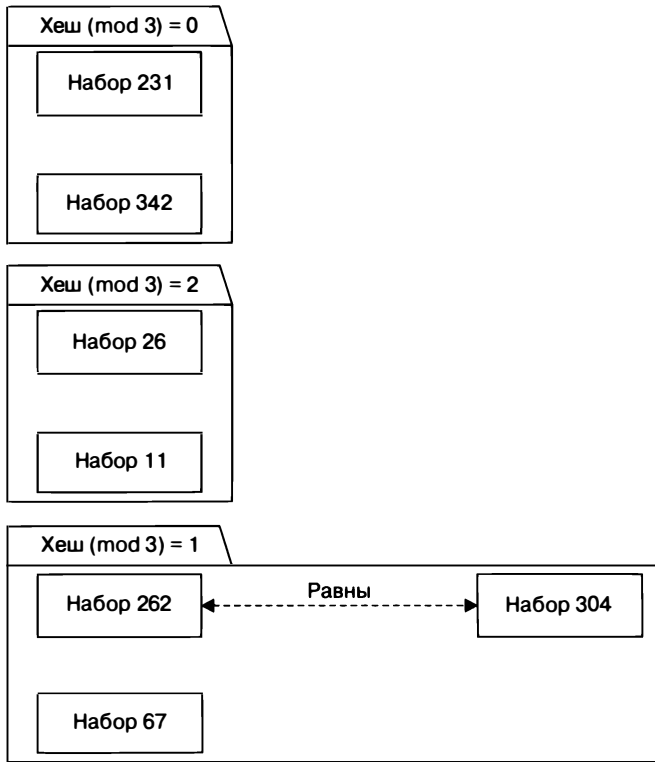 Хеш (mod 3) = 0
Набор 231
Набор 342
Хеш (mod 3) = 2
Набор 26
Набор 11
Хеш (mod 3) = 1
Набор 262
Равны
Набор 304
Набор 67